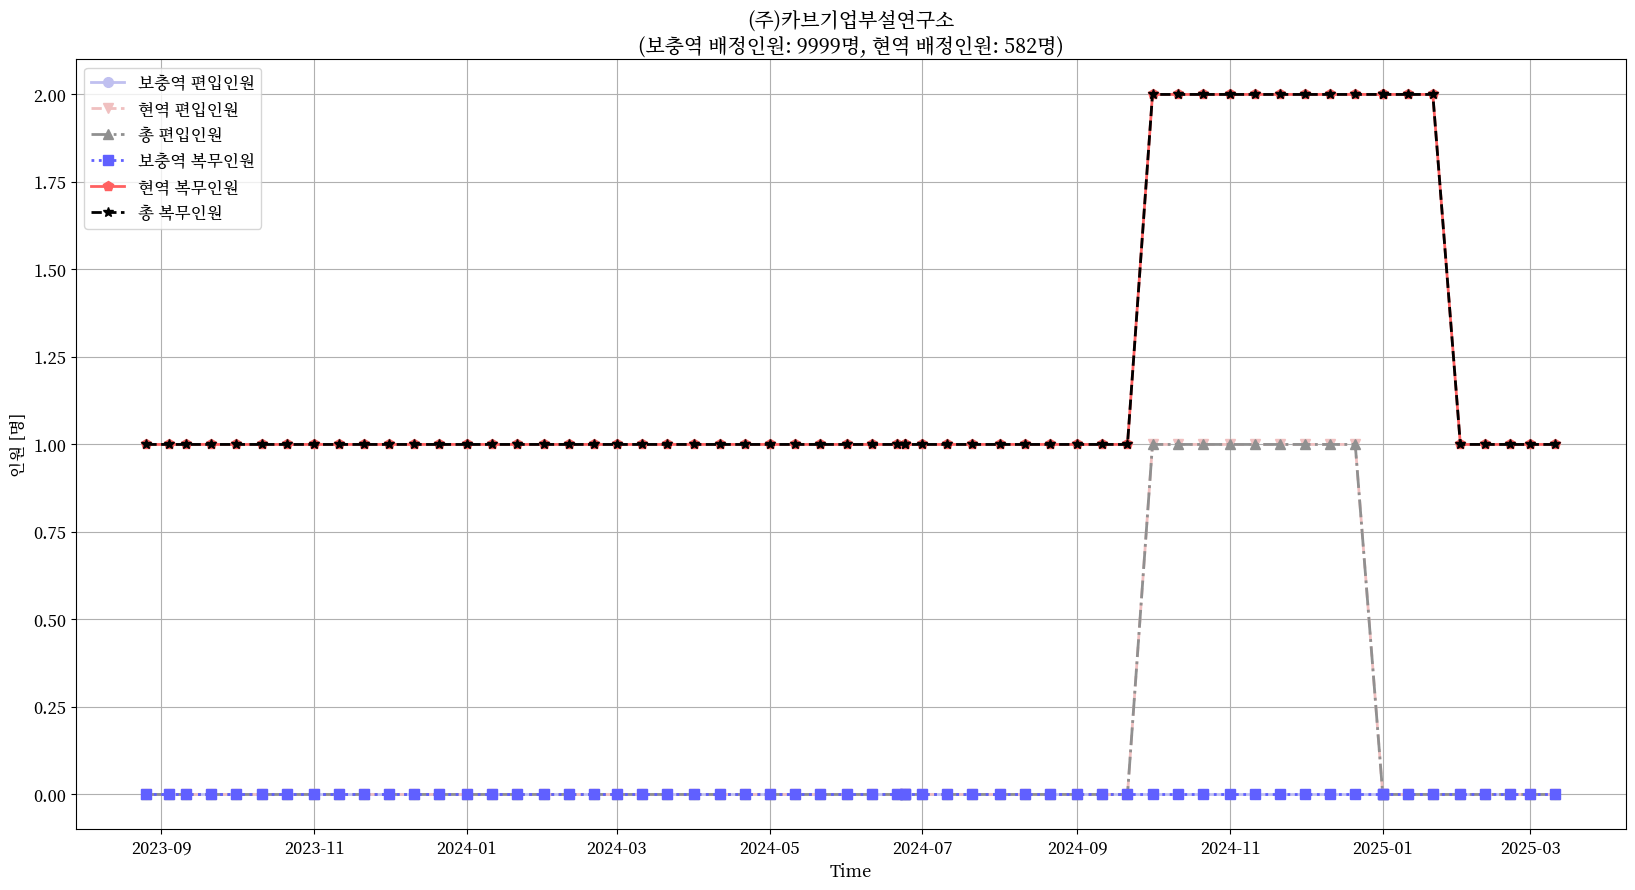 (주)카브기업부설연구소
(보충역 배정인원: 9999명, 현역 배정인원: 582명)
보충역 편입인원
현역 편입인원
총 편입인원
보충역 복무인원
현역 복무인원
총 복무인원
2.00
1.75
1.50
1.25
1.00
0.75
0.50
0.25
0.00
인원 [명]
2023-09
2023-11
2024-01
2024-03
2024-05
2024-07
2024-09
2024-11
2025-01
2025-03
Time